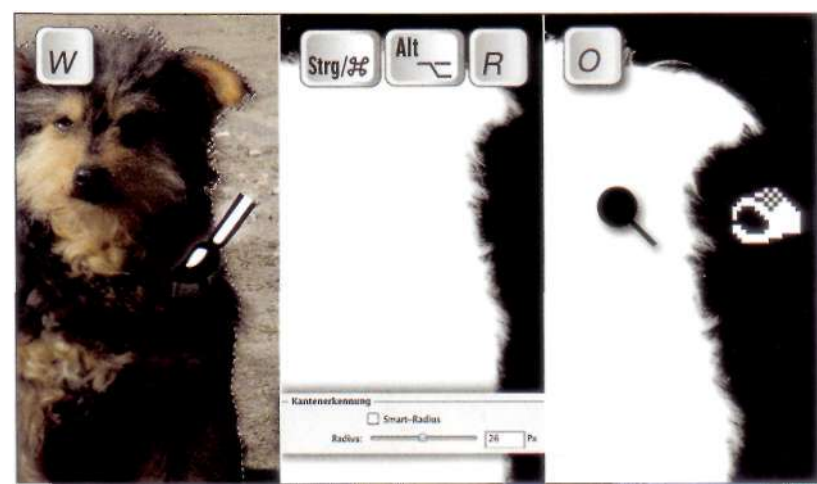 W
Strg/⌘
Alt
⌥
R
O
Kantenerkennung
Smart-Radius
Radius: 26 Px